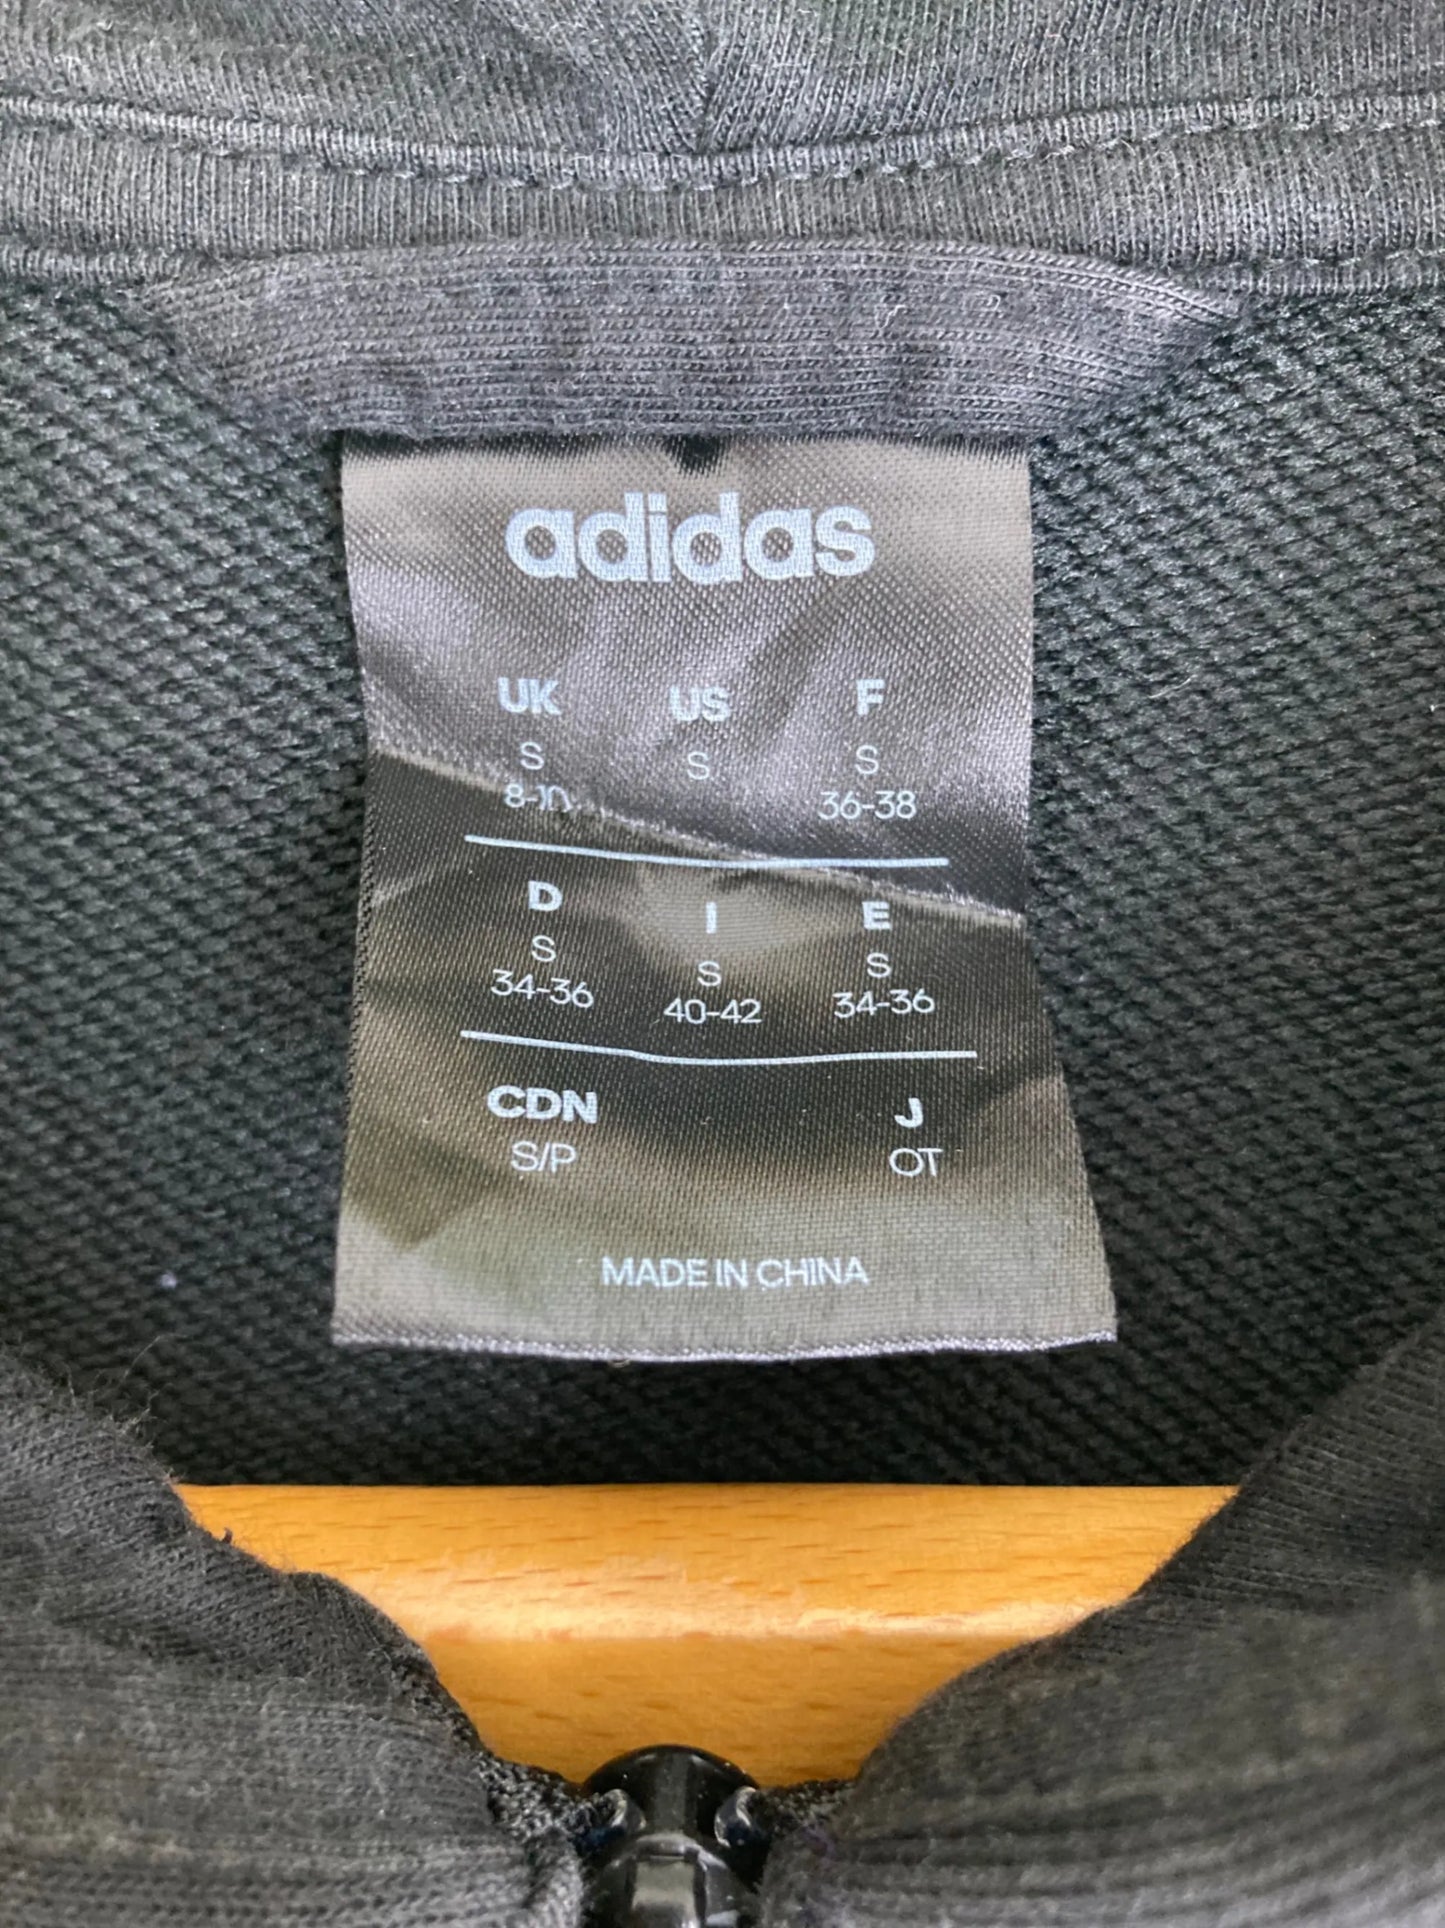 adidas
UK US F
S S S
8-10 36-38
D I E
S S S
34-36 40-42 34-36
CDN J
S/P OT
MADE IN CHINA